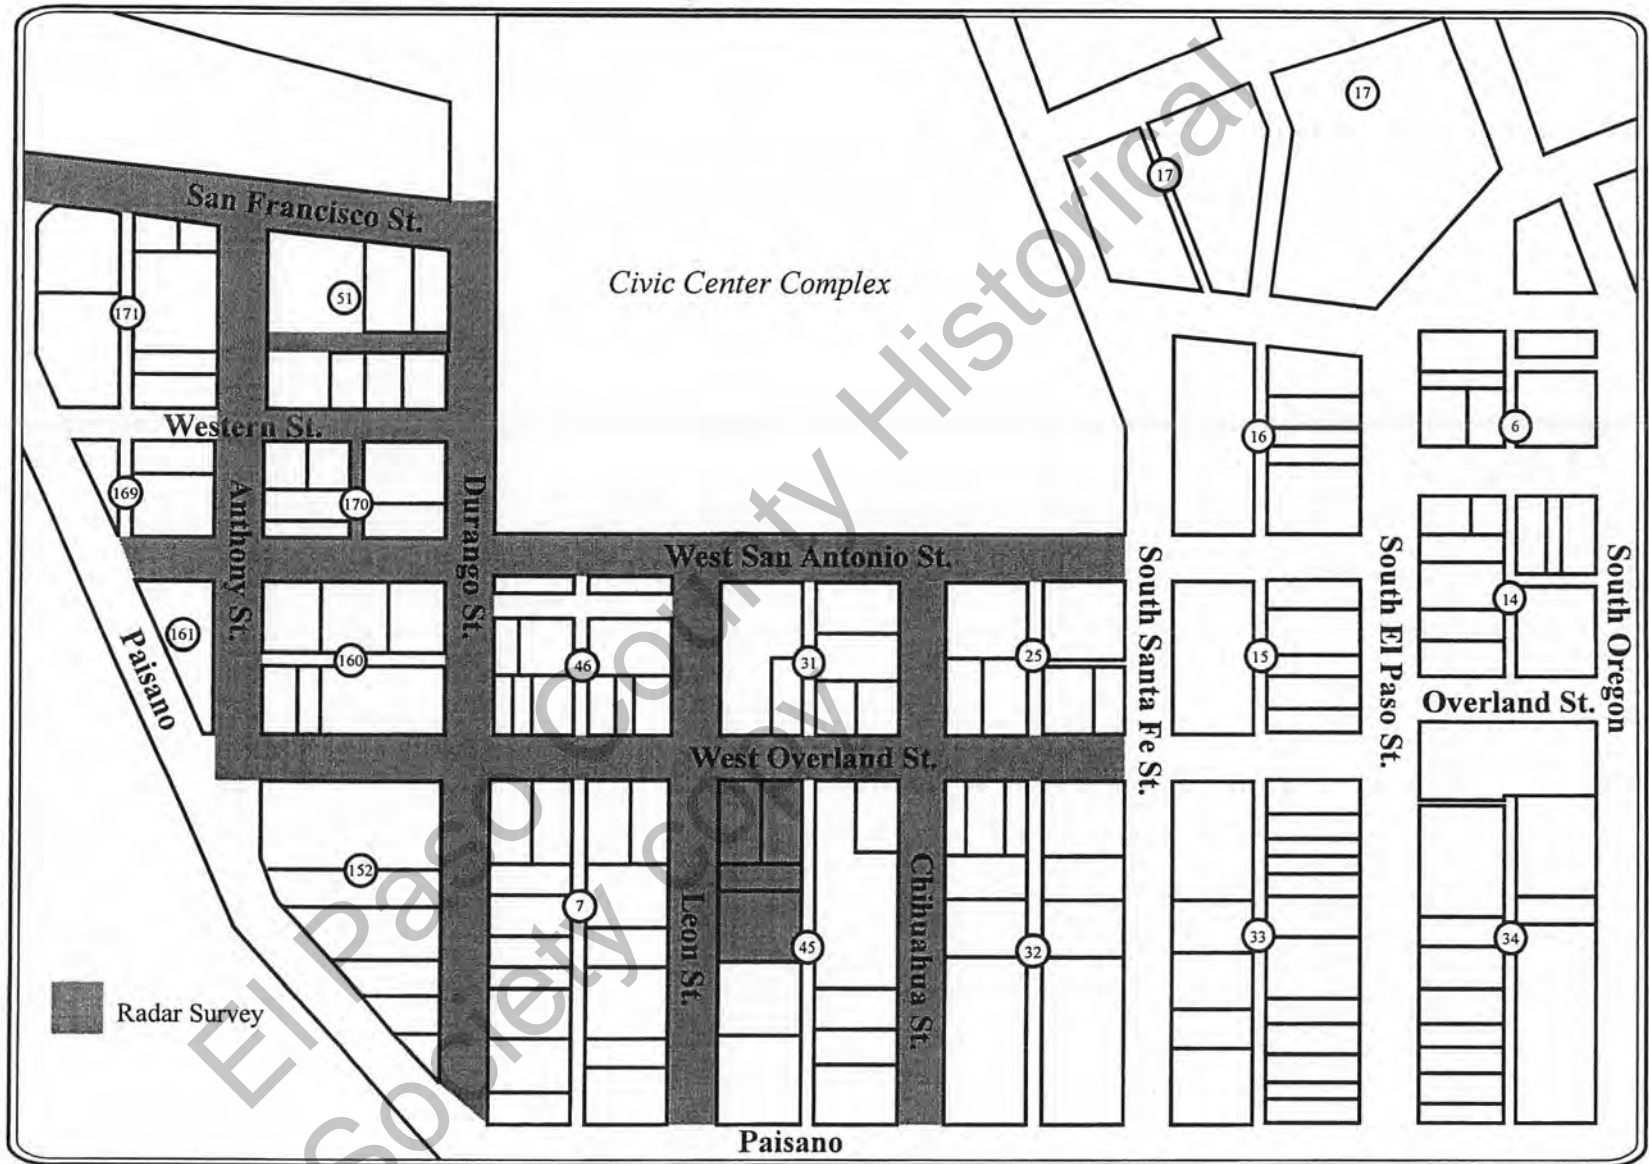 17
17
San Francisco St.
Civic Center Complex
51
171
Western St.
16
6
169
170
Anthony St.
Durango St.
West San Antonio St.
South Santa Fe St.
South El Paso St.
South Oregon
14
161
Paisano
160
46
31
25
15
Overland St.
West Overland St.
152
7
Leon St.
45
Chihuahua St.
32
33
34
Radar Survey
Paisano
El Paso County Historical
Society copy